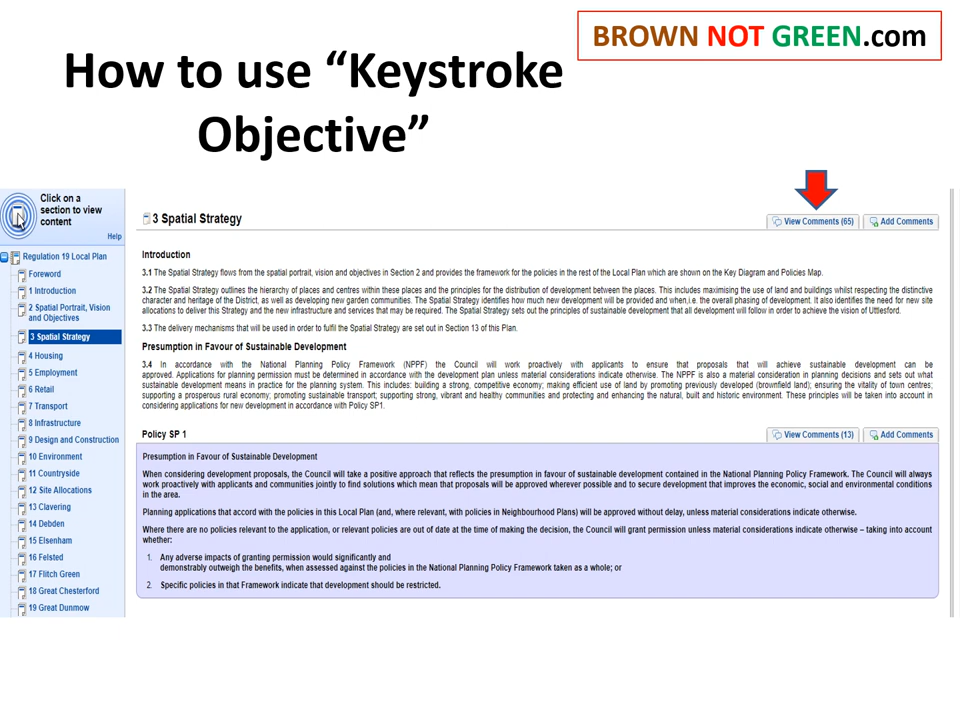 BROWN NOT GREEN.com
How to use “Keystroke
Objective”
Click on a
section to view
content
Help
Regulation 19 Local Plan
Foreword
1 Introduction
2 Spatial Portrait, Vision
and Objectives
3 Spatial Strategy
4 Housing
5 Employment
6 Retail
7 Transport
8 Infrastructure
9 Design and Construction
10 Environment
11 Countryside
12 Site Allocations
13 Clavering
14 Debden
15 Elsenham
16 Felsted
17 Flitch Green
18 Great Chesterford
19 Great Dunmow
3 Spatial Strategy
View Comments (65)
Add Comments
Introduction
3.1 The Spatial Strategy flows from the spatial portrait, vision and objectives in Section 2 and provides the framework for the policies in the rest of the Local Plan which are shown on the Key Diagram and Policies Map.
3.2 The Spatial Strategy outlines the hierarchy of places and centres within these places and the principles for the distribution of development between the places. This includes maximising the use of land and buildings whilst respecting the distinctive
character and heritage of the District, as well as developing new garden communities. The Spatial Strategy identifies how much new development will be provided and when,i.e. the overall phasing of development. It also identifies the need for new site
allocations to deliver this Strategy and the new infrastructure and services that may be required. The Spatial Strategy sets out the principles of sustainable development that all development will follow in order to achieve the vision of Uttlesford.
3.3 The delivery mechanisms that will be used in order to fulfil the Spatial Strategy are set out in Section 13 of this Plan.
Presumption in Favour of Sustainable Development
3.4 In accordance with the National Planning Policy Framework (NPPF) the Council will work proactively with applicants to ensure that proposals that will achieve sustainable development can be
approved. Applications for planning permission must be determined in accordance with the development plan unless material considerations indicate otherwise. The NPPF is also a material consideration in planning decisions and sets out what
sustainable development means in practice for the planning system. This includes: building a strong, competitive economy; making efficient use of land by promoting previously developed (brownfield land); ensuring the vitality of town centres;
supporting a prosperous rural economy; promoting sustainable transport; supporting strong, vibrant and healthy communities and protecting and enhancing the natural, built and historic environment. These principles will be taken into account in
considering applications for new development in accordance with Policy SP1.
Policy SP 1
View Comments (13)
Add Comments
Presumption in Favour of Sustainable Development
When considering development proposals, the Council will take a positive approach that reflects the presumption in favour of sustainable development contained in the National Planning Policy Framework. The Council will always
work proactively with applicants and communities jointly to find solutions which mean that proposals will be approved wherever possible and to secure development that improves the economic, social and environmental conditions
in the area.
Planning applications that accord with the policies in this Local Plan (and, where relevant, with policies in Neighbourhood Plans) will be approved without delay, unless material considerations indicate otherwise.
Where there are no policies relevant to the application, or relevant policies are out of date at the time of making the decision, the Council will grant permission unless material considerations indicate otherwise – taking into account
whether:
1. Any adverse impacts of granting permission would significantly and
demonstrably outweigh the benefits, when assessed against the policies in the National Planning Policy Framework taken as a whole; or
2. Specific policies in that Framework indicate that development should be restricted.